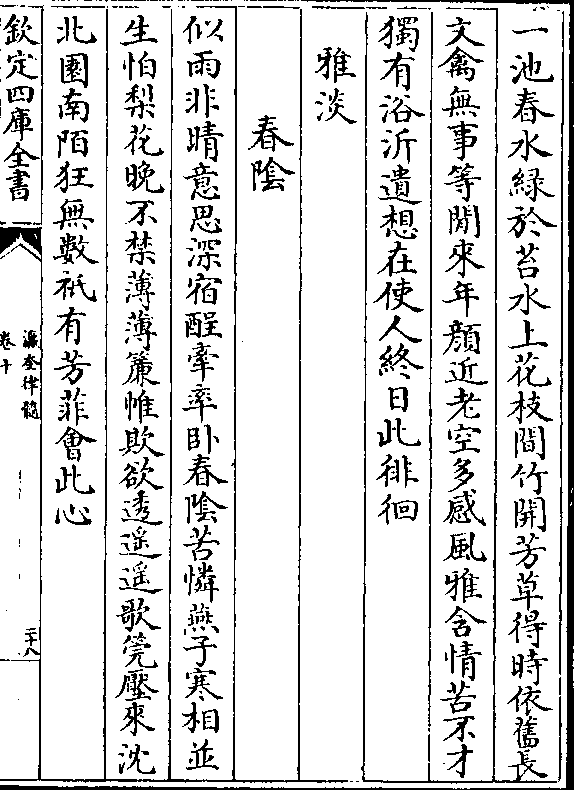 一池春水緑於苔水上花枝間竹開芳草得時依舊長
文禽無事等閒來年顔近老空多感風雅含情苦不才
獨有浴沂遺想在使人終日此徘徊
雅淡
春陰
似雨非晴意思深宿酲牽率卧春陰苦憐燕子寒相並
生怕梨花晚不禁薄薄簾帷欺欲透遥遥歌筦壓來沈
北園南陌狂無數祇有芳菲會此心
欽定四庫全書
瀛奎律髓
卷十
三十八